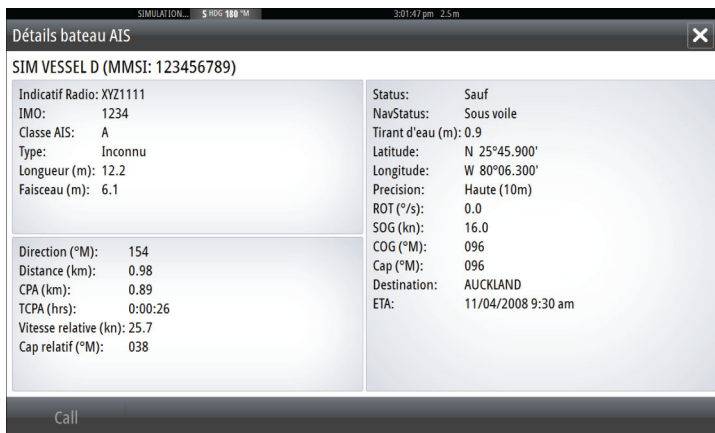 SIMULATION... S HDG 180 °M 3:01:47 pm 2.5 m
Détails bateau AIS
SIM VESSEL D (MMSI: 123456789)
Indicatif Radio: XYZ1111
IMO: 1234
Classe AIS: A
Type: Inconnu
Longueur (m): 12.2
Faisceau (m): 6.1
Direction (°M): 154
Distance (km): 0.98
CPA (km): 0.89
TCPA (hrs): 0:00:26
Vitesse relative (kn): 25.7
Cap relatif (°M): 038
Status: Sauf
NavStatus: Sous voile
Tirant d'eau (m): 0.9
Latitude: N 25°45.900'
Longitude: W 80°06.300'
Precision: Haute (10m)
ROT (°/s): 0.0
SOG (kn): 16.0
COG (°M): 096
Cap (°M): 096
Destination: AUCKLAND
ETA: 11/04/2008 9:30 am
Call